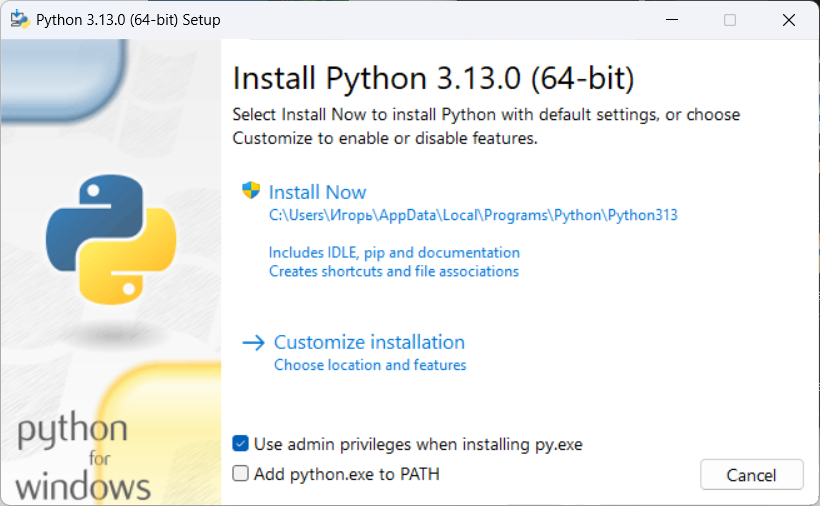 Python 3.13.0 (64-bit) Setup
Install Python 3.13.0 (64-bit)
Select Install Now to install Python with default settings, or choose
Customize to enable or disable features.
Install Now
C:\Users\Игорь\AppData\Local\Programs\Python\Python313
Includes IDLE, pip and documentation
Creates shortcuts and file associations
Customize installation
Choose location and features
python
for
windows
Use admin privileges when installing py.exe
Add python.exe to PATH
Cancel